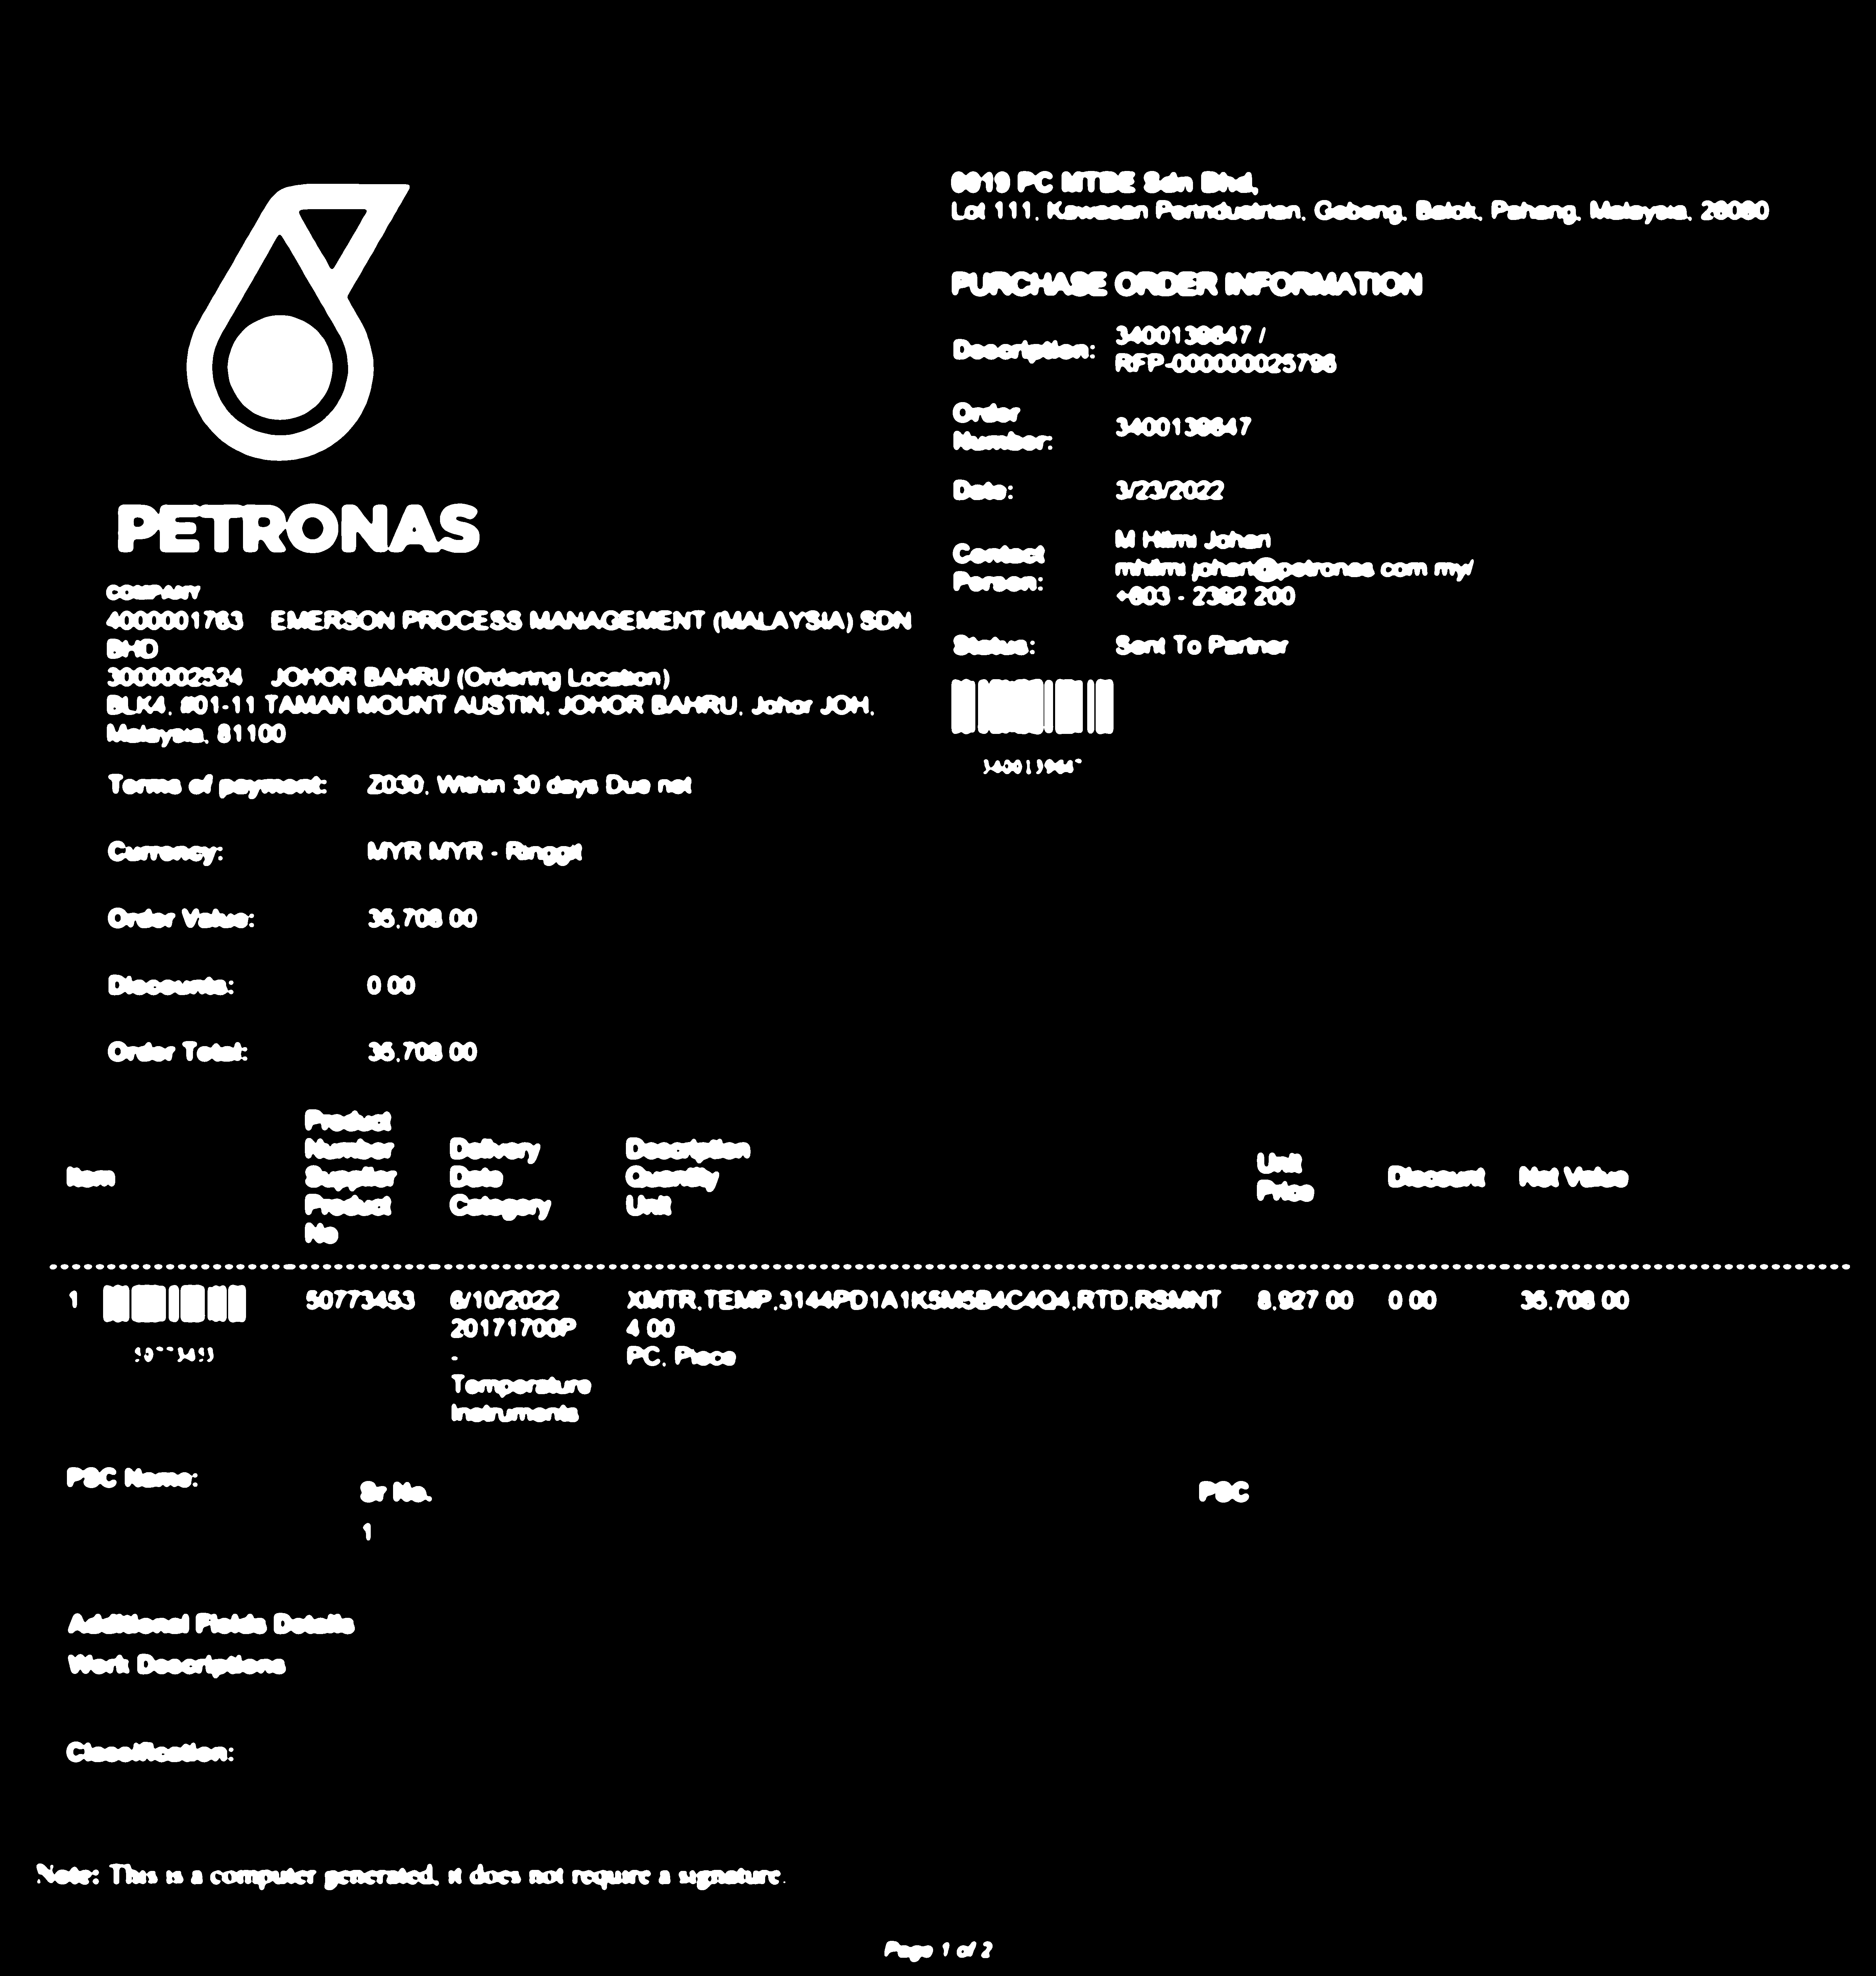 PETRONAS
COMPANY
4000001763 EMERSON PROCESS MANAGEMENT (MALAYSIA) SDN
BHD
3000002524 JOHOR BAHRU (Ordering Location)
BLK4, #01-11 TAMAN MOUNT AUSTIN, JOHOR BAHRU, Johor JOH,
Malaysia, 81100
Terms of payment: Z030, Within 30 days Due net
Currency: MYR MYR - Ringgit
Order Value: 35,708.00
Discounts: 0.00
Order Total: 35,708.00
PC MTBE Sdn Bhd,
Lot 111, Kawasan Perindustrian, Gebeng, Balok, Pahang, Malaysia,
PURCHASE ORDER INFORMATION
Description:
Order
Number:
Date: 3/23/2022
Contact
Person:
M Hilmi Johan
mhilmi.johan@petronas.com.my/
+603 - 2392 200
Status: Sent To Partner
Item
Product
Number
Supplier
Product
No
Delivery
Date
Category
Description
Quantity
Unit
Unit
Price
Discount
Net Value
1 50773453 6/10/2022 XMTR,TEMP,3144PD1A1K5M5B4C4Q4,RTD,RSMNT 8,927.00 0.00 35,708.00
20171700P
-
Temperature
Instruments
4.00
PC, Piece
PSC Name:
Sr No. PSC
1
Additional Fields Details
Work Descriptions
Classification:
Note: This is a computer generated, it does not require a signature.
Page 1 of 2